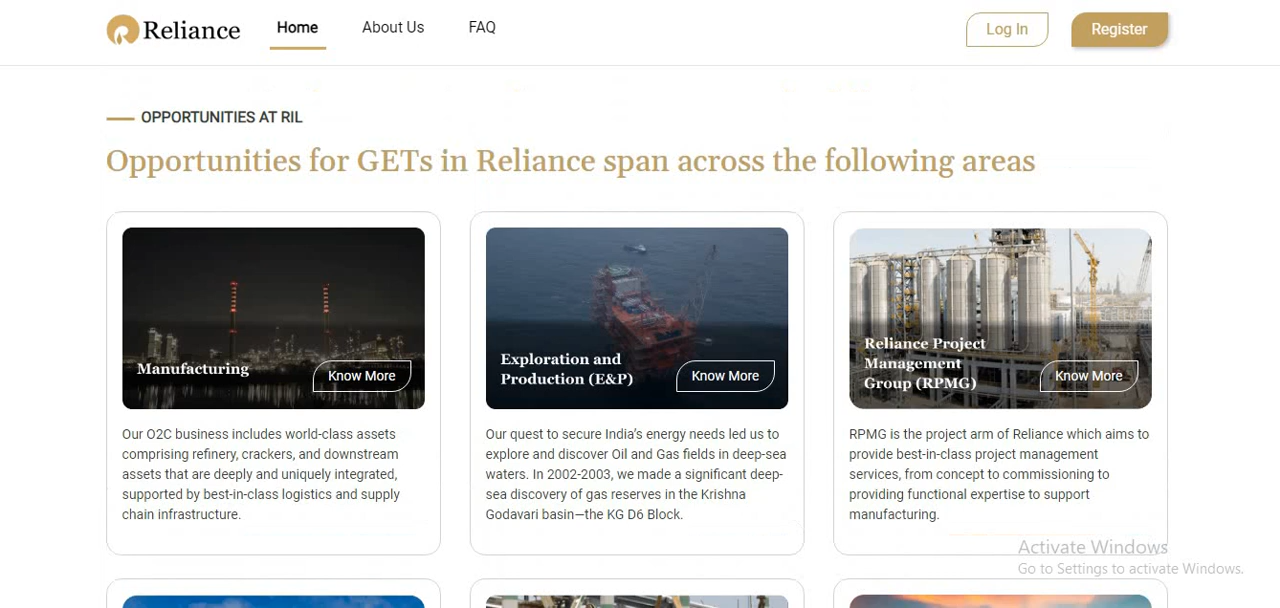 Reliance
Home
About Us
FAQ
Log In
Register
OPPORTUNITIES AT RIL
Opportunities for GETs in Reliance span across the following areas
Manufacturing
Know More
Our O2C business includes world-class assets
comprising refinery, crackers, and downstream
assets that are deeply and uniquely integrated,
supported by best-in-class logistics and supply
chain infrastructure.
Exploration and
Production (E&P)
Know More
Our quest to secure India’s energy needs led us to
explore and discover Oil and Gas fields in deep-sea
waters. In 2002-2003, we made a significant deep-
sea discovery of gas reserves in the Krishna
Godavari basin—the KG D6 Block.
Reliance Project
Management
Group (RPMG)
Know More
RPMG is the project arm of Reliance which aims to
provide best-in-class project management
services, from concept to commissioning to
providing functional expertise to support
manufacturing.
Activate Windows
Go to Settings to activate Windows.